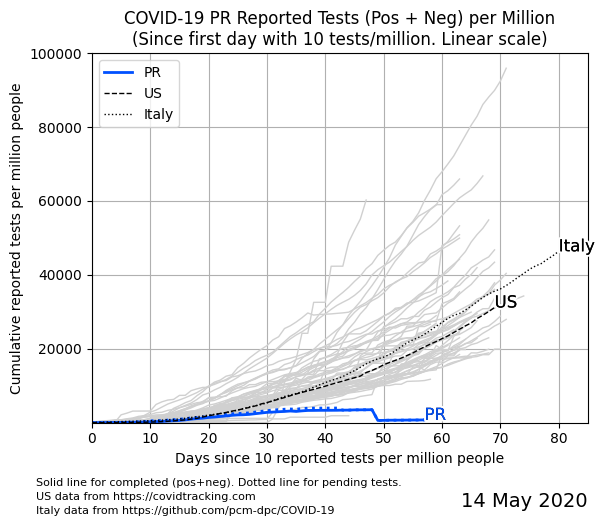 COVID-19 PR Reported Tests (Pos + Neg) per Million
(Since first day with 10 tests/million. Linear scale)
Cumulative reported tests per million people
100000
80000
60000
40000
20000
PR
US
Italy
Italy
US
PR
0 10 20 30 40 50 60 70 80
Days since 10 reported tests per million people
Solid line for completed (pos+neg). Dotted line for pending tests.
US data from https://covidtracking.com
Italy data from https://github.com/pcm-dpc/COVID-19
14 May 2020